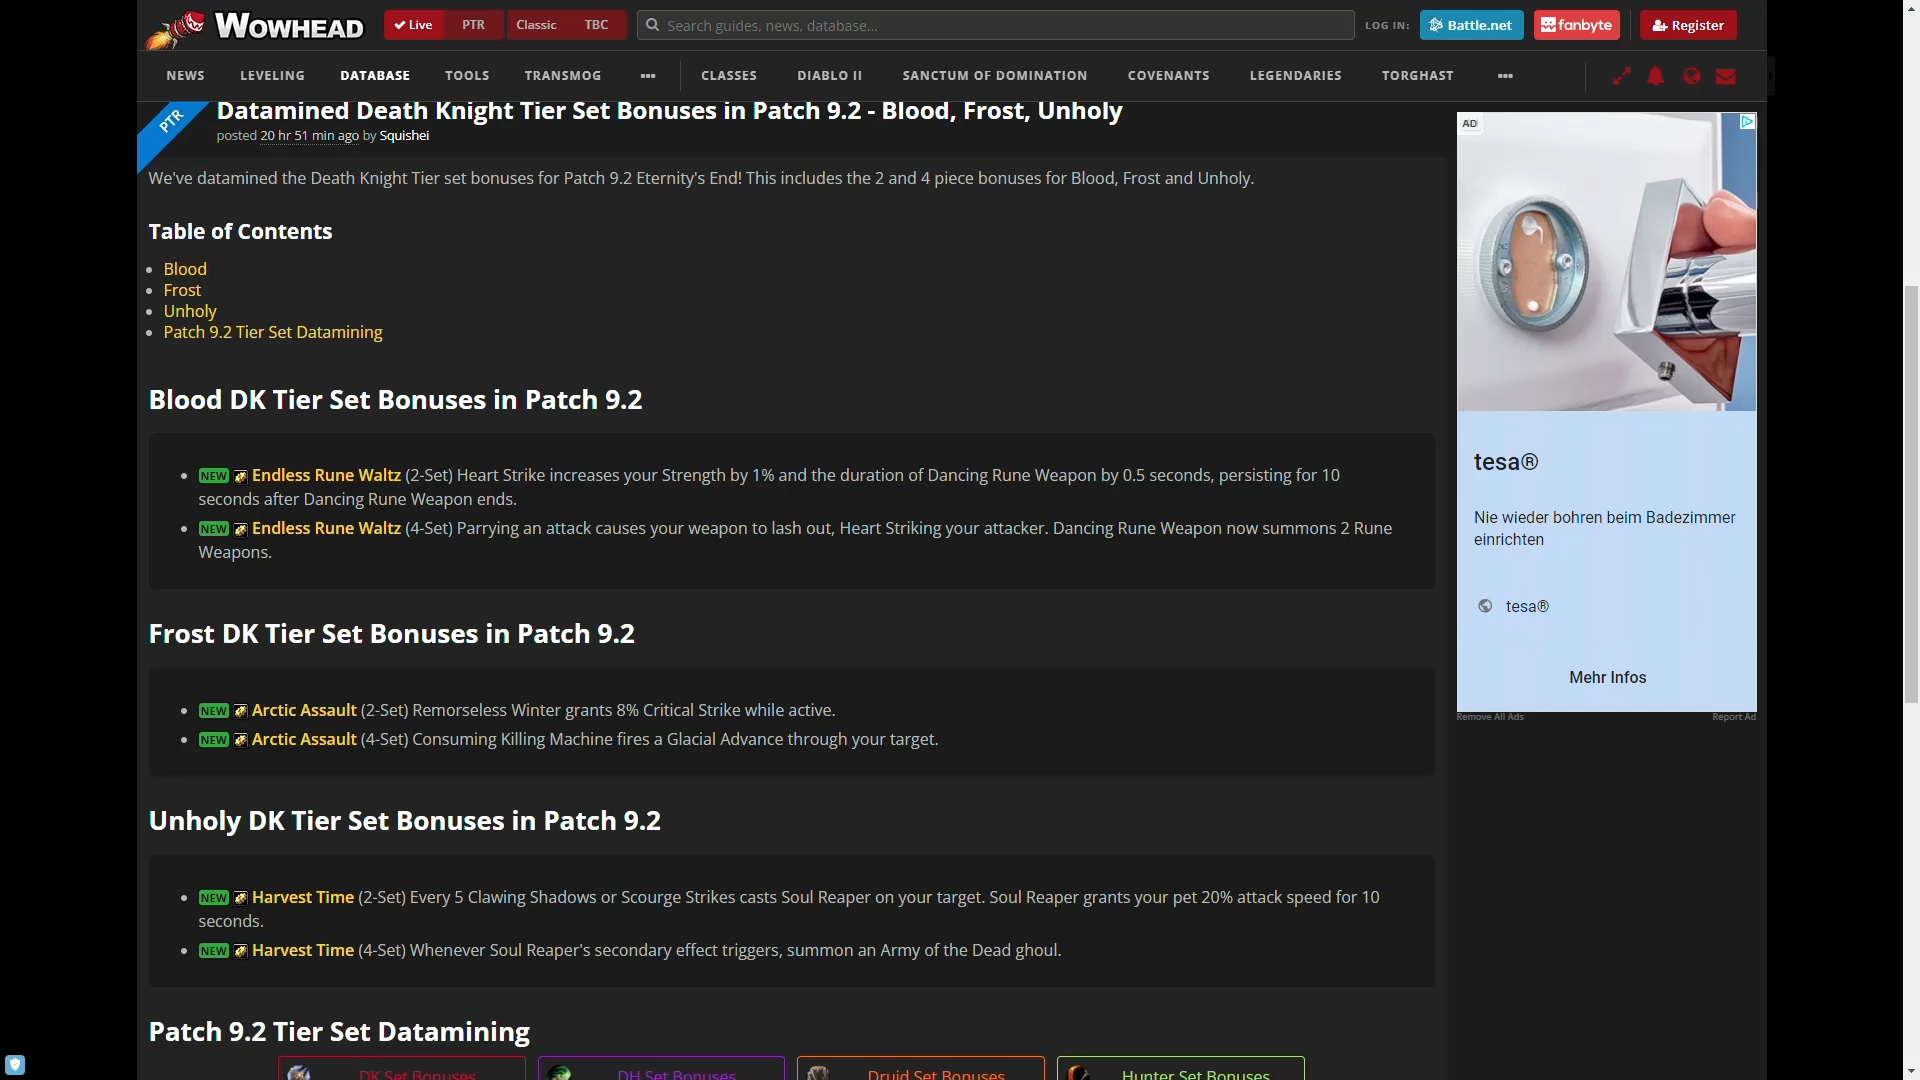 WOWHEAD
Live PTR Classic TBC
Search guides, news, database...
LOG IN: Battle.net fanbyte Register
NEWS LEVELING DATABASE TOOLS TRANSMOG ••• CLASSES DIABLO II SANCTUM OF DOMINATION COVENANTS LEGENDARIES TORGHAST •••
PTR
Datamined Death Knight Tier Set Bonuses in Patch 9.2 - Blood, Frost, Unholy
posted 20 hr 51 min ago by Squishei
We've datamined the Death Knight Tier set bonuses for Patch 9.2 Eternity's End! This includes the 2 and 4 piece bonuses for Blood, Frost and Unholy.
Table of Contents
• Blood
• Frost
• Unholy
• Patch 9.2 Tier Set Datamining
Blood DK Tier Set Bonuses in Patch 9.2
• NEW Endless Rune Waltz (2-Set) Heart Strike increases your Strength by 1% and the duration of Dancing Rune Weapon by 0.5 seconds, persisting for 10
seconds after Dancing Rune Weapon ends.
• NEW Endless Rune Waltz (4-Set) Parrying an attack causes your weapon to lash out, Heart Striking your attacker. Dancing Rune Weapon now summons 2 Rune
Weapons.
Frost DK Tier Set Bonuses in Patch 9.2
• NEW Arctic Assault (2-Set) Remorseless Winter grants 8% Critical Strike while active.
• NEW Arctic Assault (4-Set) Consuming Killing Machine fires a Glacial Advance through your target.
Unholy DK Tier Set Bonuses in Patch 9.2
• NEW Harvest Time (2-Set) Every 5 Clawing Shadows or Scourge Strikes casts Soul Reaper on your target. Soul Reaper grants your pet 20% attack speed for 10
seconds.
• NEW Harvest Time (4-Set) Whenever Soul Reaper's secondary effect triggers, summon an Army of the Dead ghoul.
Patch 9.2 Tier Set Datamining
DK Set Bonuses DH Set Bonuses Druid Set Bonuses Hunter Set Bonuses
AD
tesa®
Nie wieder bohren beim Badezimmer
einrichten
tesa®
Mehr Infos
Remove All Ads Report Ad